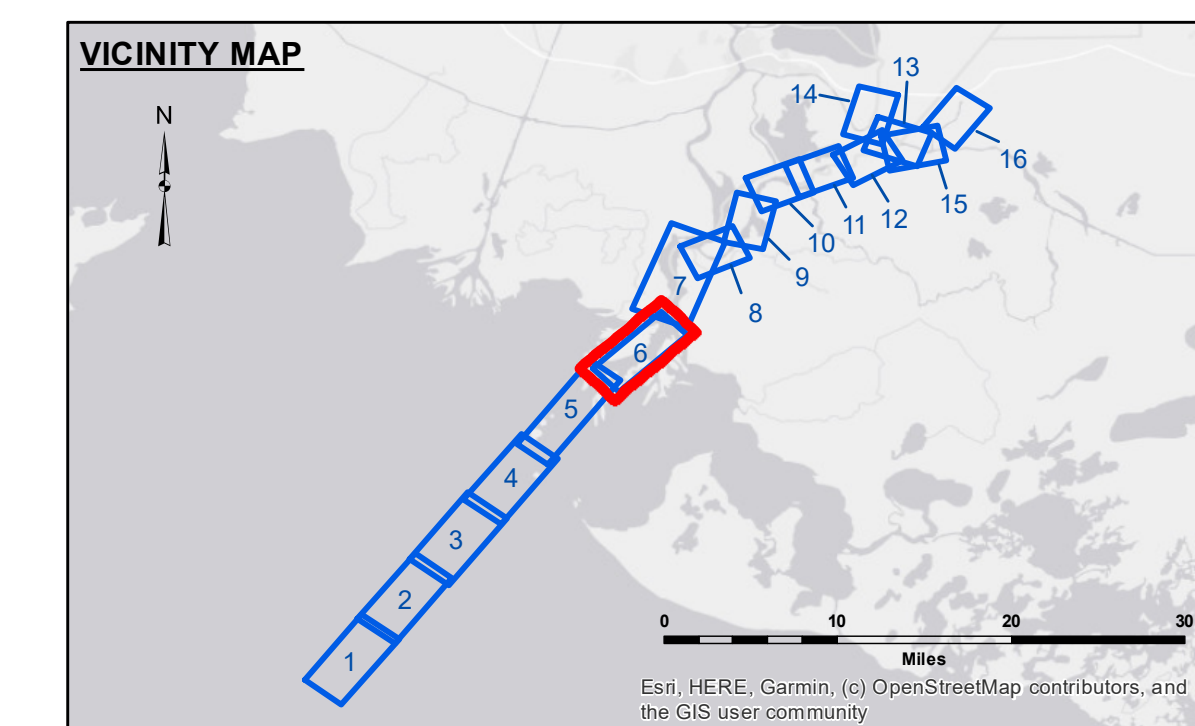 VICINITY MAP
N
13
14
16
15
12
11
10
9
7
8
6
5
4
3
2
1
0 10 20 30
Miles
Esri, HERE, Garmin, (c) OpenStreetMap contributors, and
the GIS user community